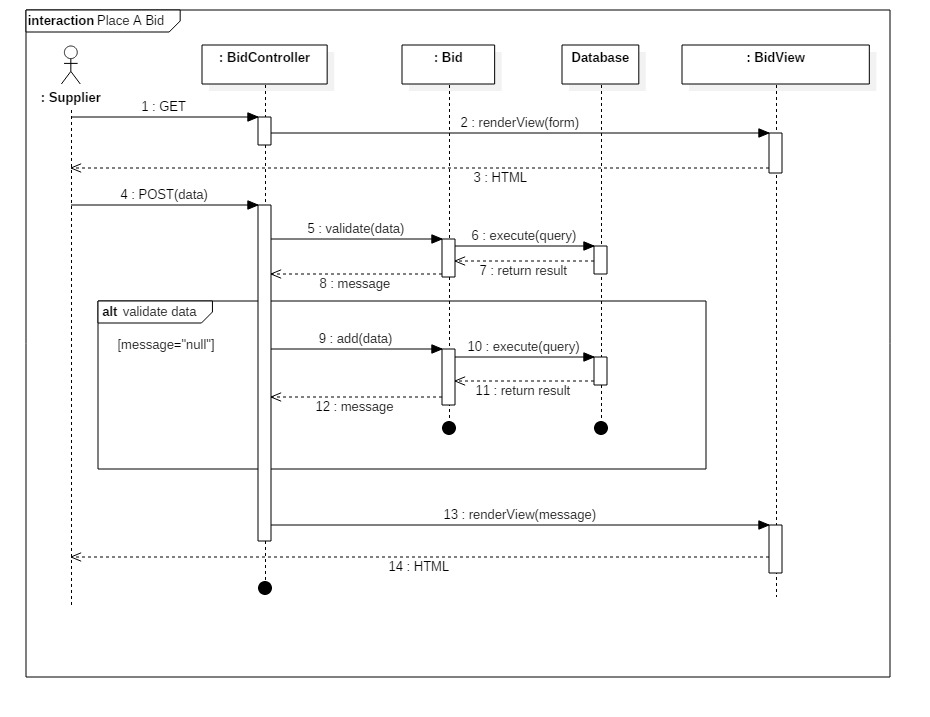 interaction Place A Bid
: BidController
: Bid
Database
: BidView
: Supplier
1 : GET
2 : renderView(form)
3 : HTML
4 : POST(data)
5 : validate(data)
6 : execute(query)
7 : return result
8 : message
alt validate data
[message="null"]
9 : add(data)
10 : execute(query)
11 : return result
12 : message
13 : renderView(message)
14 : HTML